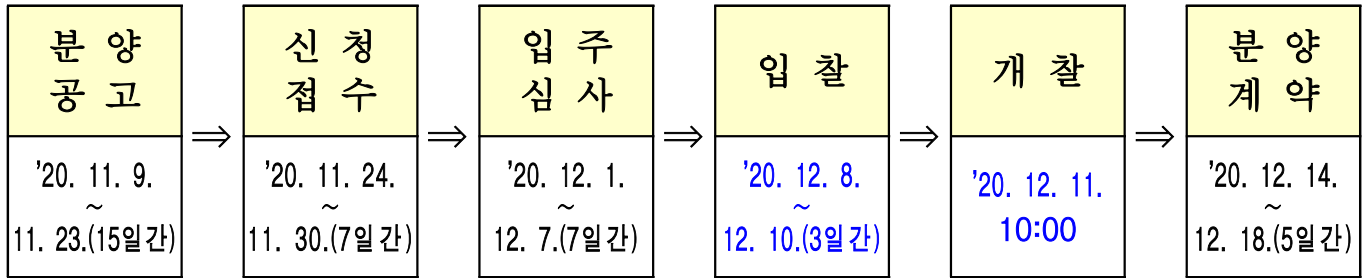 분 양
공 고
'20. 11. 9.
~
11. 23.(15일간)
⇒
신 청
접 수
'20. 11. 24.
~
11. 30.(7일간)
⇒
입 주
심 사
'20. 12. 1.
~
12. 7.(7일간)
⇒
입 찰
'20. 12. 8.
~
12. 10.(3일간)
⇒
개 찰
'20. 12. 11.
10:00
⇒
분 양
계 약
'20. 12. 14.
~
12. 18.(5일간)